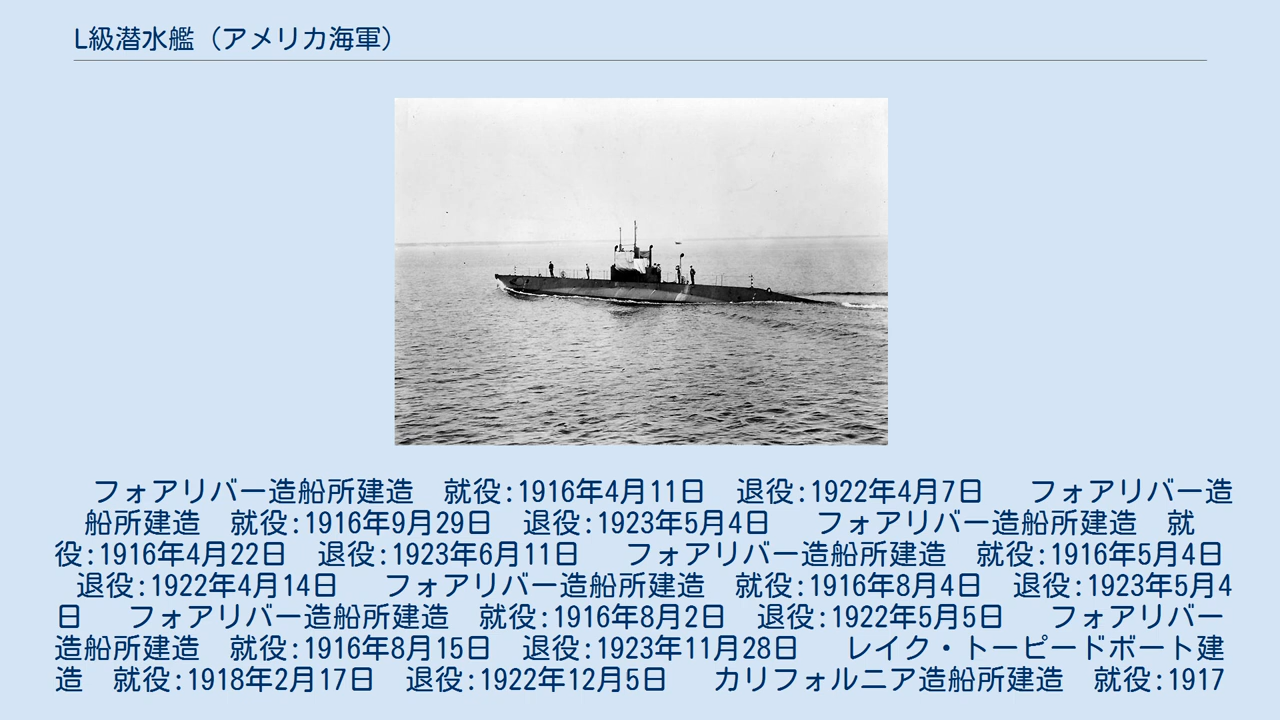 L級潜水艦（アメリカ海軍）
フォアリバー造船所建造　就役:1916年4月11日　退役:1922年4月7日　 フォアリバー造
船所建造　就役:1916年9月29日　退役:1923年5月4日　 フォアリバー造船所建造　就
役:1916年4月22日　退役:1923年6月11日　 フォアリバー造船所建造　就役:1916年5月4日
退役:1922年4月14日　 フォアリバー造船所建造　就役:1916年8月4日　退役:1923年5月4
日　 フォアリバー造船所建造　就役:1916年8月2日　退役:1922年5月5日　 フォアリバー
造船所建造　就役:1916年8月15日　退役:1923年11月28日　 レイク・トーピードボート建
造　就役:1918年2月17日　退役:1922年12月5日　 カリフォルニア造船所建造　就役:1917